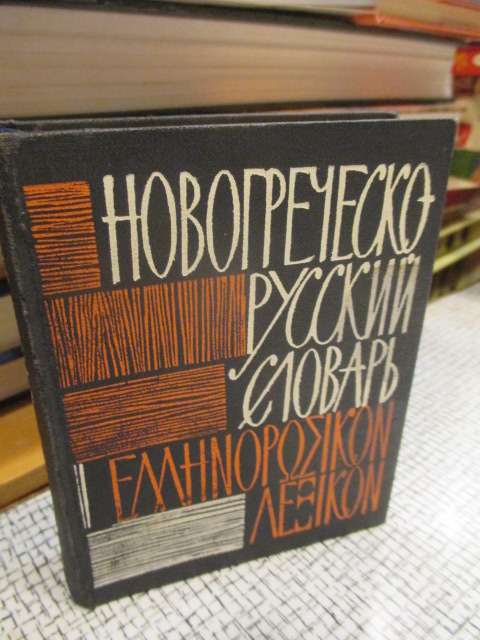 НОВОГРЕЧЕСКО-
РУССКИЙ
СЛОВАРЬ
ΕΛΛΗΝΟΡΩΣΙΚΟΝ
ΛΕΞΙΚΟΝ